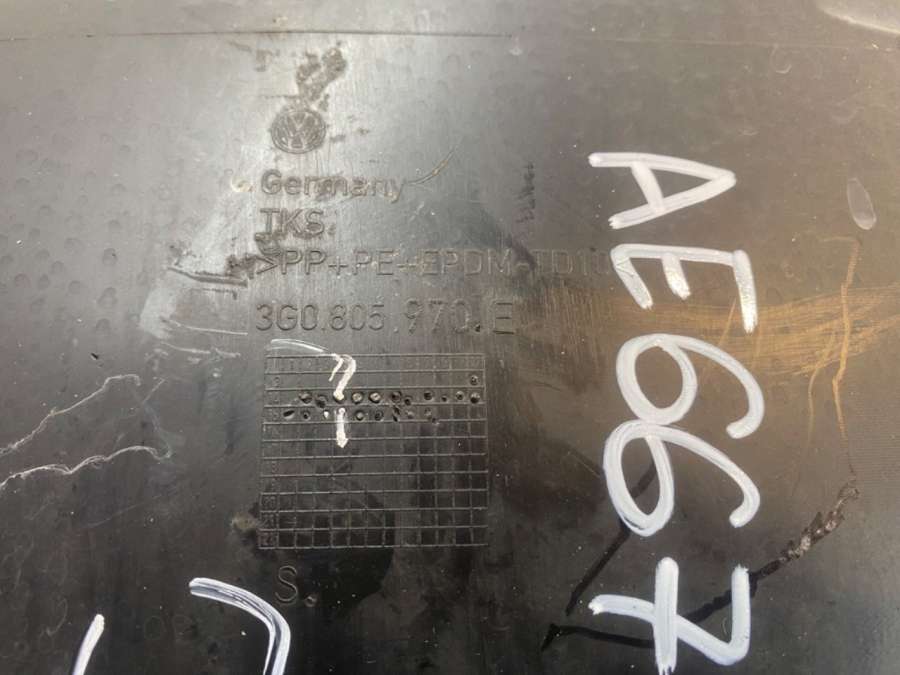 Germany
TKS
>PP+PE+EPDM-TD10<
3G0.805.970.E
S.
AE667